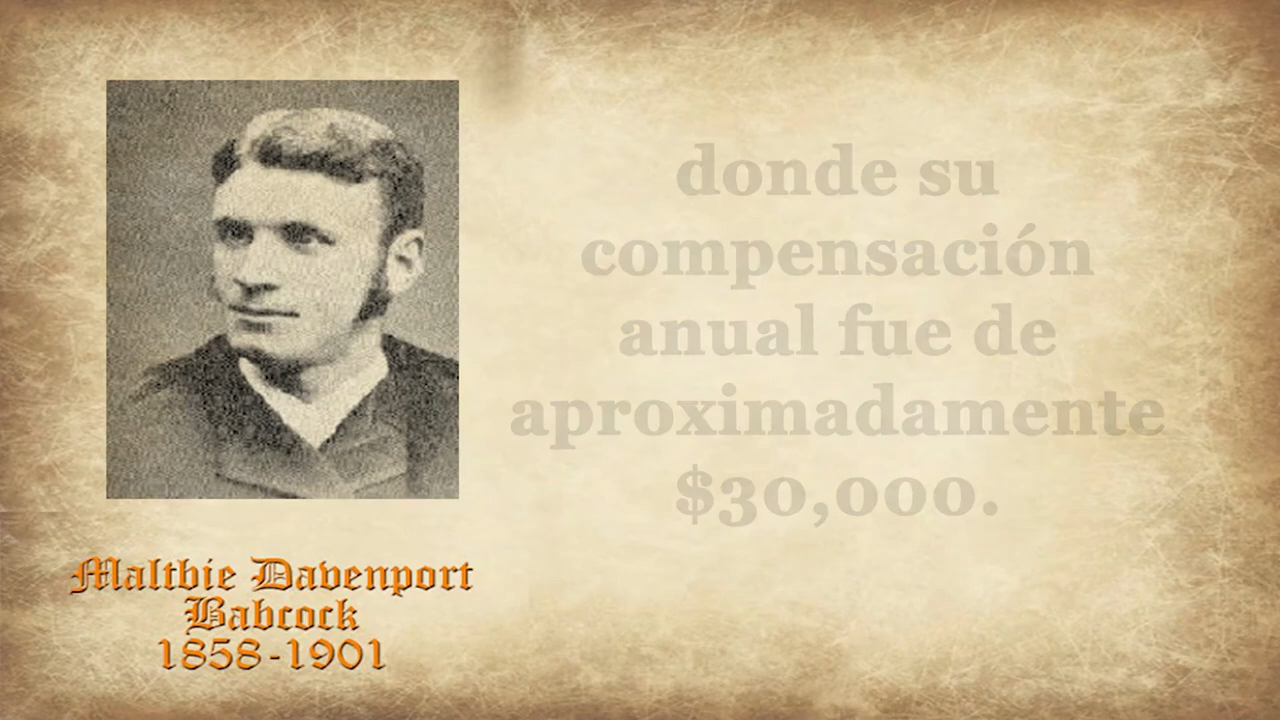 donde su
compensación
anual fue de
aproximadamente
$30,000.
Maltbie Davenport
Babcock
1858-1901